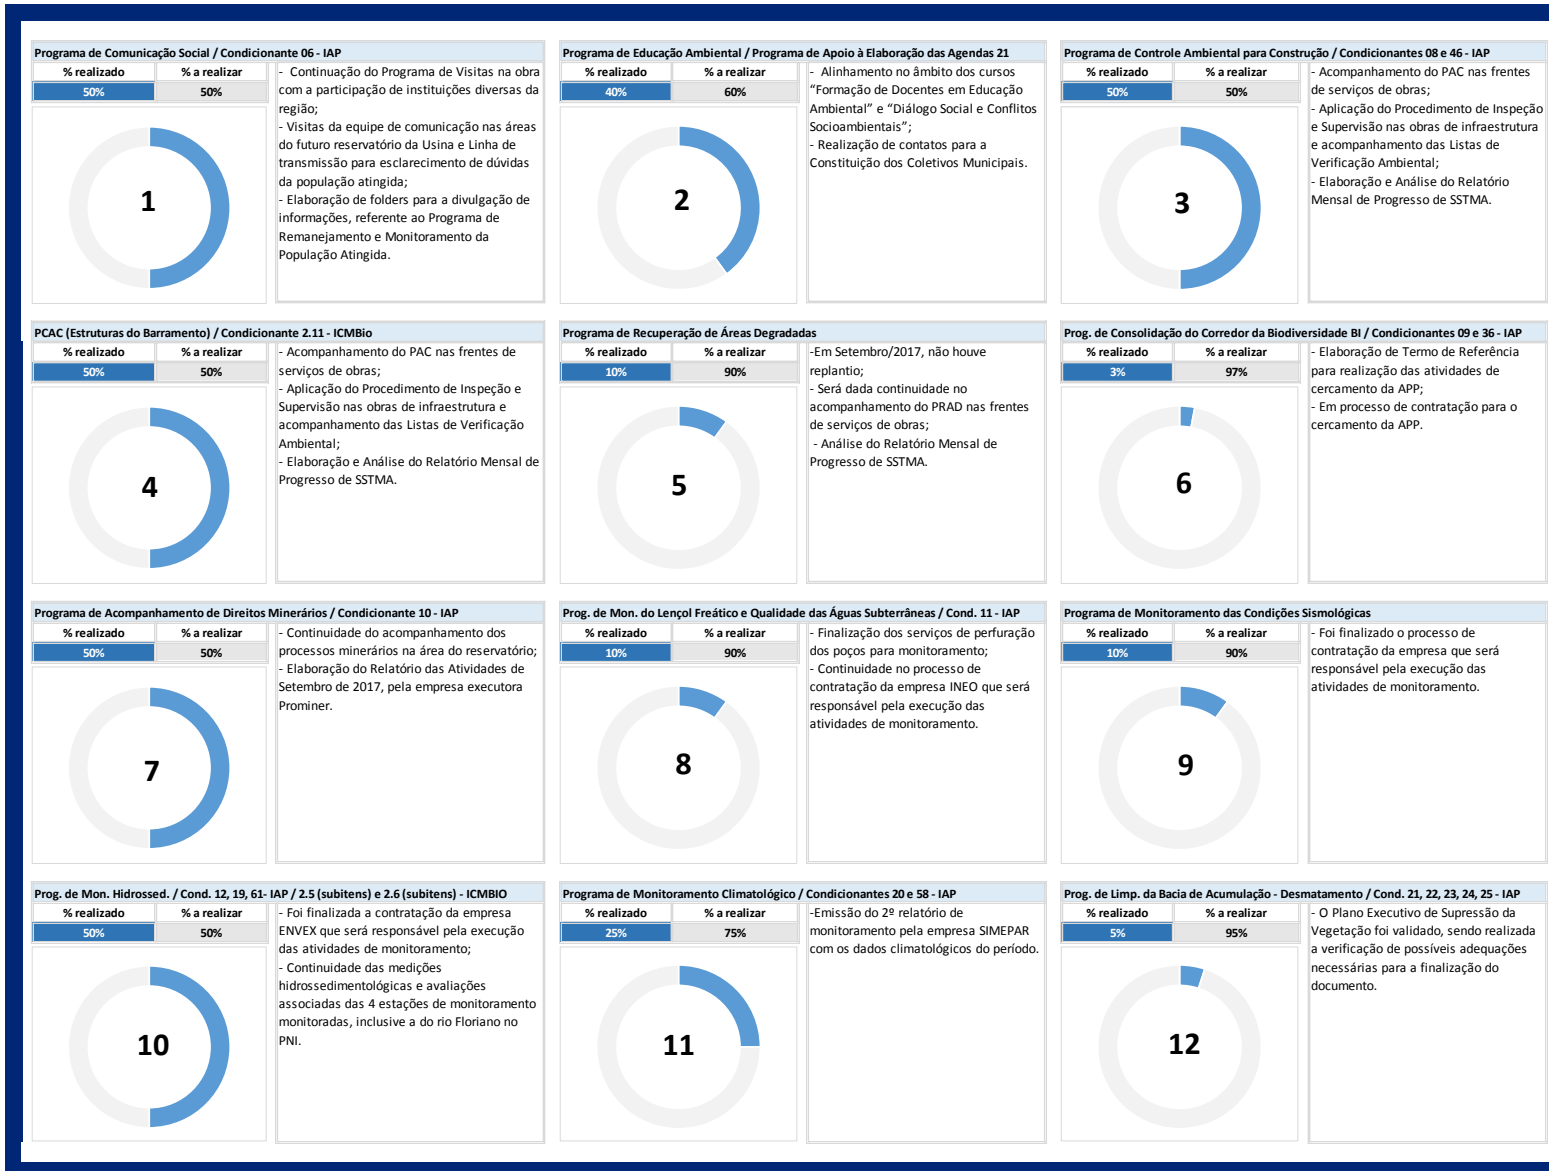 Programa de Comunicação Social / Condicionante 06 - IAP
% realizado % a realizar
50% 50%
1
- Continuação do Programa de Visitas na obra
com a participação de instituições diversas da
região;
- Visitas da equipe de comunicação nas áreas
do futuro reservatório da Usina e Linha de
transmissão para esclarecimento de dúvidas
da população atingida;
- Elaboração de folders para a divulgação de
informações, referente ao Programa de
Remanejamento e Monitoramento da
População Atingida.
Programa de Educação Ambiental / Programa de Apoio à Elaboração das Agendas 21
% realizado % a realizar
40% 60%
2
- Alinhamento no âmbito dos cursos
“Formação de Docentes em Educação
Ambiental” e “Diálogo Social e Conflitos
Socioambientais”;
- Realização de contatos para a
Constituição dos Coletivos Municipais.
Programa de Controle Ambiental para Construção / Condicionantes 08 e 46 - IAP
% realizado % a realizar
50% 50%
3
- Acompanhamento do PAC nas frentes
de serviços de obras;
- Aplicação do Procedimento de Inspeção
e Supervisão nas obras de infraestrutura
e acompanhamento das Listas de
Verificação Ambiental;
- Elaboração e Análise do Relatório
Mensal de Progresso de SSTMA.
PCAC (Estruturas do Barramento) / Condicionante 2.11 - ICMBio
% realizado % a realizar
50% 50%
4
- Acompanhamento do PAC nas frentes de
serviços de obras;
- Aplicação do Procedimento de Inspeção e
Supervisão nas obras de infraestrutura e
acompanhamento das Listas de Verificação
Ambiental;
- Elaboração e Análise do Relatório Mensal de
Progresso de SSTMA.
Programa de Recuperação de Áreas Degradadas
% realizado % a realizar
10% 90%
5
-Em Setembro/2017, não houve
replantio;
- Será dada continuidade no
acompanhamento do PRAD nas frentes
de serviços de obras;
- Análise do Relatório Mensal de
Progresso de SSTMA.
Prog. de Consolidação do Corredor da Biodiversidade BI / Condicionantes 09 e 36 - IAP
% realizado % a realizar
3% 97%
6
- Elaboração de Termo de Referência
para realização das atividades de
cercamento da APP;
- Em processo de contratação para o
cercamento da APP.
Programa de Acompanhamento de Direitos Minerários / Condicionante 10 - IAP
% realizado % a realizar
50% 50%
7
- Continuidade do acompanhamento dos
processos minerários na área do reservatório;
- Elaboração do Relatório das Atividades de
Setembro de 2017, pela empresa executora
Prominer.
Prog. de Mon. do Lençol Freático e Qualidade das Águas Subterrâneas / Cond. 11 - IAP
% realizado % a realizar
10% 90%
8
- Finalização dos serviços de perfuração
dos poços para monitoramento;
- Continuidade no processo de
contratação da empresa INEO que será
responsável pela execução das
atividades de monitoramento.
Programa de Monitoramento das Condições Sismológicas
% realizado % a realizar
10% 90%
9
- Foi finalizado o processo de
contratação da empresa que será
responsável pela execução das
atividades de monitoramento.
Prog. de Mon. Hidrossed. / Cond. 12, 19, 61- IAP / 2.5 (subitens) e 2.6 (subitens) - ICMBIO
% realizado % a realizar
50% 50%
10
- Foi finalizada a contratação da empresa
ENVEX que será responsável pela execução
das atividades de monitoramento;
- Continuidade das medições
hidrossedimentológicas e avaliações
associadas das 4 estações de monitoramento
monitoradas, inclusive a do rio Floriano no
PNI.
Programa de Monitoramento Climatológico / Condicionantes 20 e 58 - IAP
% realizado % a realizar
25% 75%
11
-Emissão do 2º relatório de
monitoramento pela empresa SIMEPAR
com os dados climatológicos do período.
Prog. de Limp. da Bacia de Acumulação - Desmatamento / Cond. 21, 22, 23, 24, 25 - IAP
% realizado % a realizar
5% 95%
12
- O Plano Executivo de Supressão da
Vegetação foi validado, sendo realizada
a verificação de possíveis adequações
necessárias para a finalização do
documento.